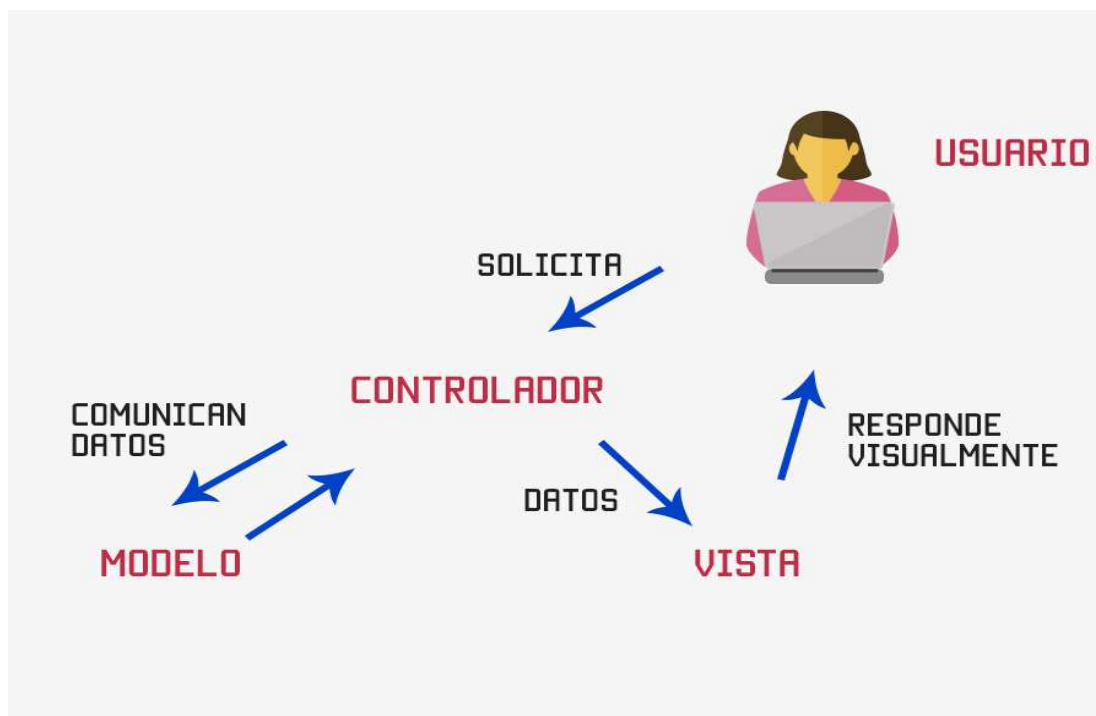 USUARIO
SOLICITA
CONTROLADOR
COMUNICAN
DATOS
RESPONDE
VISUALMENTE
DATOS
MODELO
VISTA